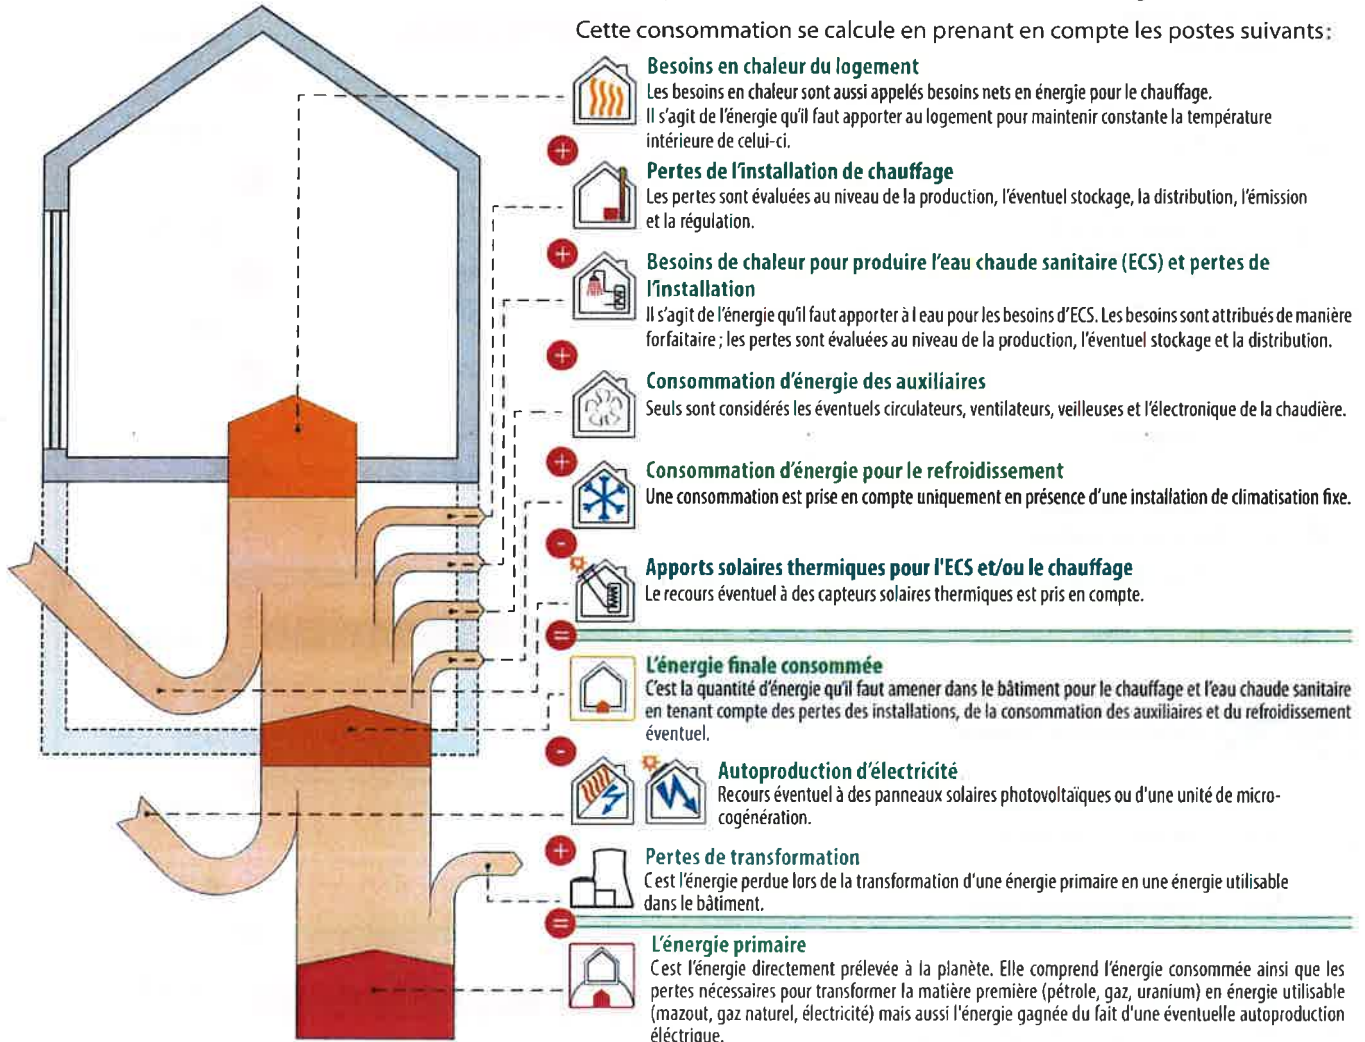 Cette consommation se calcule en prenant en compte les postes suivants:
Besoins en chaleur du logement
Les besoins en chaleur sont aussi appelés besoins nets en énergie pour le chauffage.
Il s'agit de l'énergie qu'il faut apporter au logement pour maintenir constante la température
intérieure de celui-ci.
+
Pertes de l'installation de chauffage
Les pertes sont évaluées au niveau de la production, l'éventuel stockage, la distribution, l'émission
et la régulation.
+
Besoins de chaleur pour produire l'eau chaude sanitaire (ECS) et pertes de
l'installation
Il s'agit de l'énergie qu'il faut apporter à l eau pour les besoins d'ECS. Les besoins sont attribués de manière
forfaitaire ; les pertes sont évaluées au niveau de la production, l'éventuel stockage et la distribution.
+
Consommation d'énergie des auxiliaires
Seuls sont considérés les éventuels circulateurs, ventilateurs, veilleuses et l'électronique de la chaudière.
+
Consommation d'énergie pour le refroidissement
Une consommation est prise en compte uniquement en présence d'une installation de climatisation fixe.
-
Apports solaires thermiques pour l'ECS et/ou le chauffage
Le recours éventuel à des capteurs solaires thermiques est pris en compte.
=
L'énergie finale consommée
C'est la quantité d'énergie qu'il faut amener dans le bâtiment pour le chauffage et l'eau chaude sanitaire
en tenant compte des pertes des installations, de la consommation des auxiliaires et du refroidissement
éventuel.
-
Autoproduction d'électricité
Recours éventuel à des panneaux solaires photovoltaïques ou d'une unité de micro-
cogénération.
+
Pertes de transformation
C'est l'énergie perdue lors de la transformation d'une énergie primaire en une énergie utilisable
dans le bâtiment.
=
L'énergie primaire
C'est l'énergie directement prélevée à la planète. Elle comprend l'énergie consommée ainsi que les
pertes nécessaires pour transformer la matière première (pétrole, gaz, uranium) en énergie utilisable
(mazout, gaz naturel, électricité) mais aussi l'énergie gagnée du fait d'une éventuelle autoproduction
éléctrique.